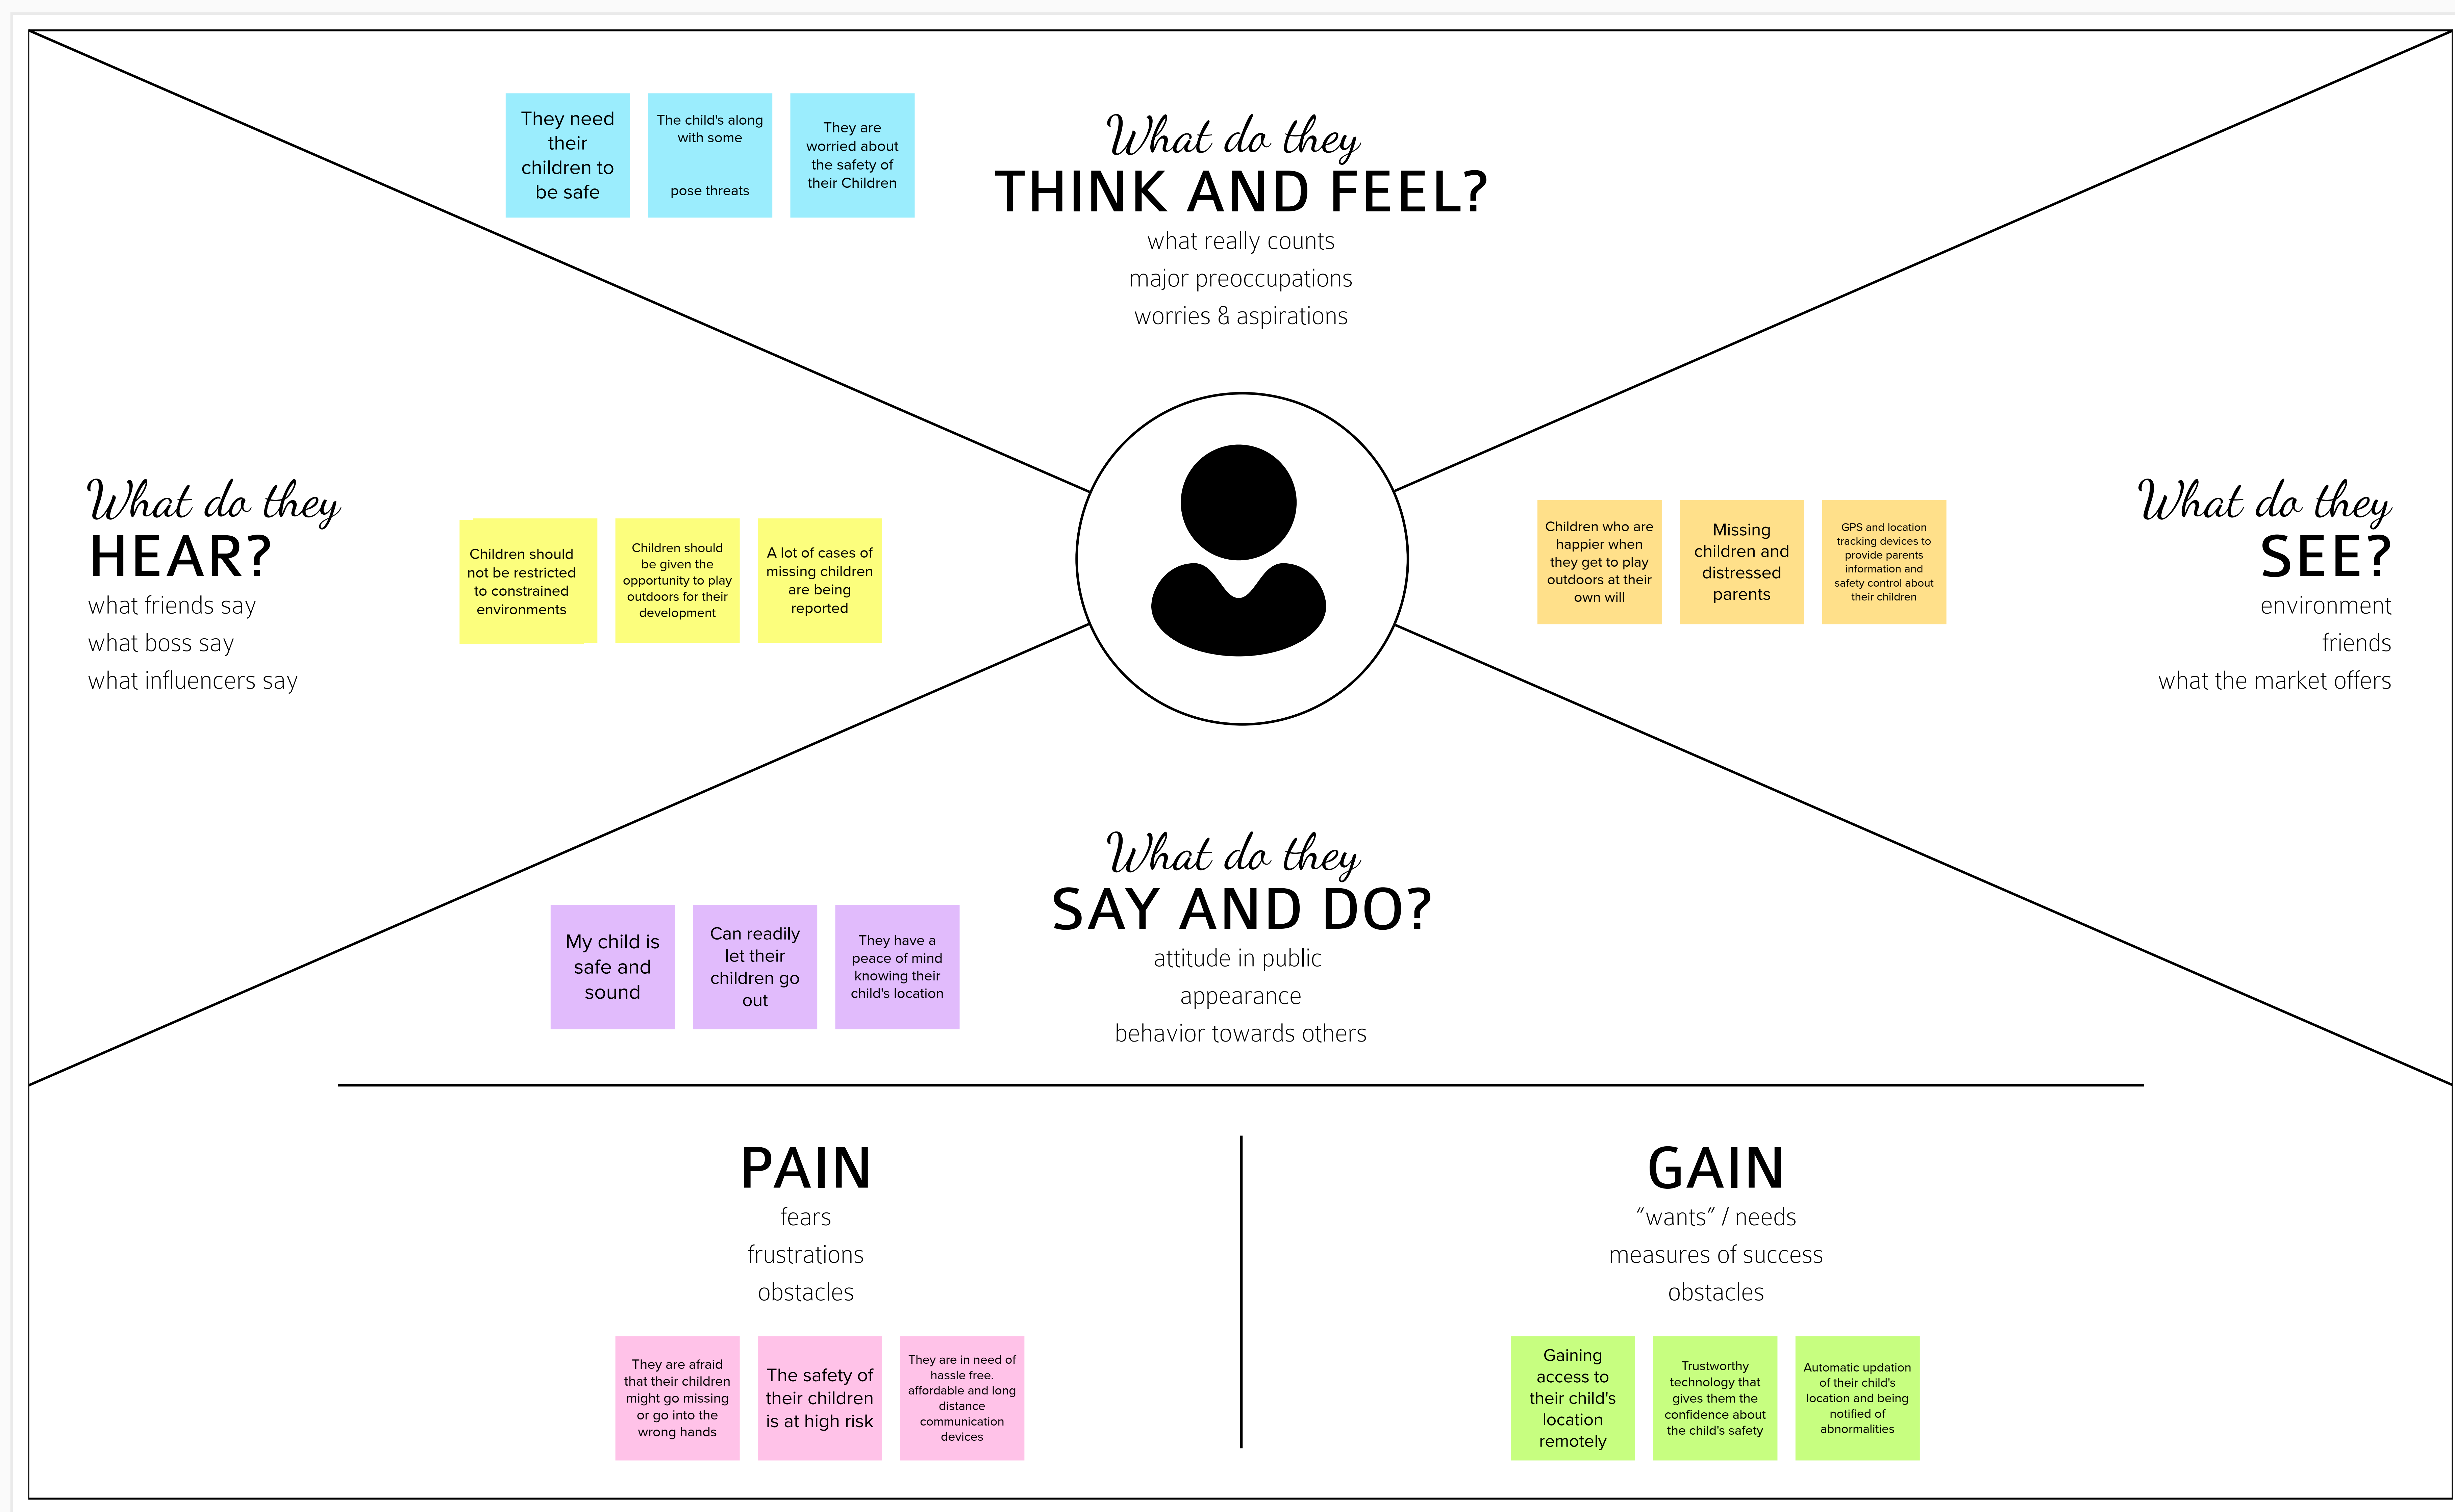 They need
their
children to
be safe
The child's along
with some
pose threats
They are
worried about
the safety of
their Children
What do they
THINK AND FEEL?
what really counts
major preoccupations
worries & aspirations
What do they
HEAR?
what friends say
what boss say
what influencers say
Children should
not be restricted
to constrained
environments
Children should
be given the
opportunity to play
outdoors for their
development
A lot of cases of
missing children
are being
reported
Children who are
happier when
they get to play
outdoors at their
own will
Missing
children and
distressed
parents
GPS and location
tracking devices to
provide parents
information and
safety control about
their children
What do they
SEE?
environment
friends
what the market offers
What do they
SAY AND DO?
attitude in public
appearance
behavior towards others
My child is
safe and
sound
Can readily
let their
children go
out
They have a
peace of mind
knowing their
child's location
PAIN
fears
frustrations
obstacles
They are afraid
that their children
might go missing
or go into the
wrong hands
The safety of
their children
is at high risk
They are in need of
hassle free.
affordable and long
distance
communication
devices
GAIN
“wants” / needs
measures of success
obstacles
Gaining
access to
their child's
location
remotely
Trustworthy
technology that
gives them the
confidence about
the child's safety
Automatic updation
of their child's
location and being
notified of
abnormalities